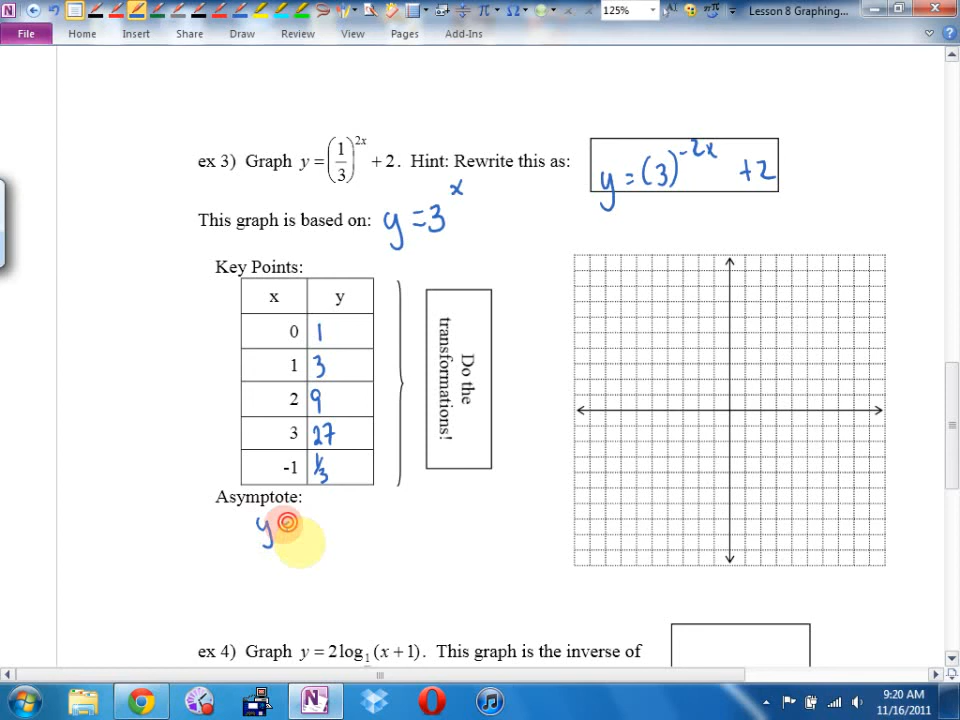 125%
Lesson 8 Graphing...
File Home Insert Share Draw Review View Pages Add-Ins
ex 3) Graph y = (1/3)^2x + 2. Hint: Rewrite this as:
y = (3)^-2x + 2
This graph is based on: y = 3^x
Key Points:
x y
0 1
1 3
2 9
3 27
-1 1/3
Do the
transformations!
Asymptote:
y
ex 4) Graph y = 2log1 (x + 1). This graph is the inverse of
9:20 AM
11/16/2011